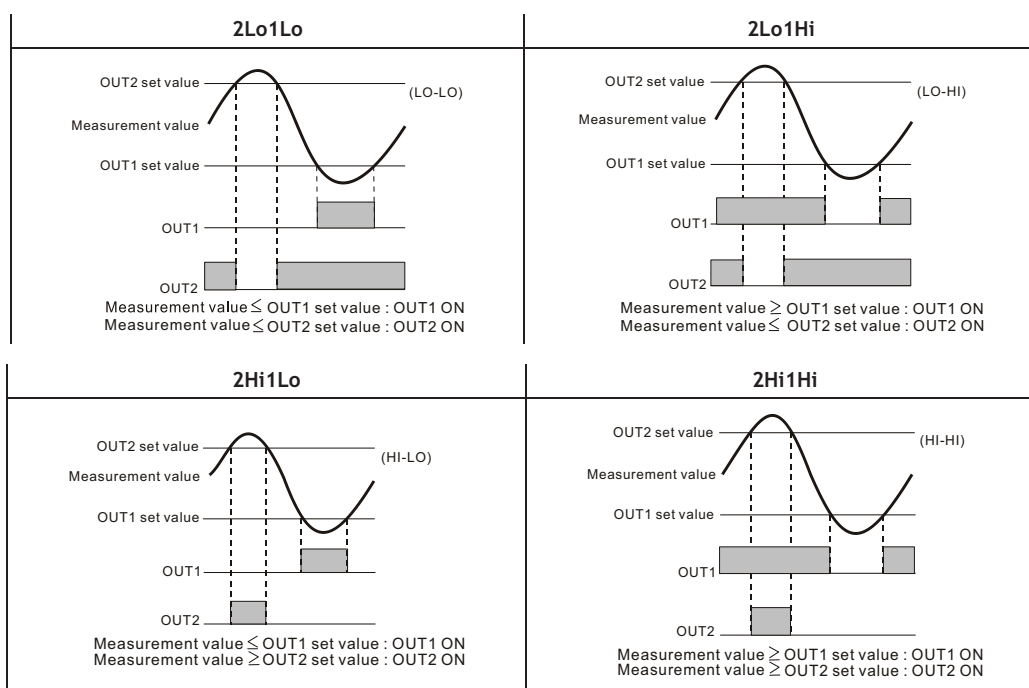 2Lo1Lo
OUT2 set value
(LO-LO)
Measurement value
OUT1 set value
OUT1
OUT2
Measurement value ≤ OUT1 set value : OUT1 ON
Measurement value ≤ OUT2 set value : OUT2 ON
2Lo1Hi
OUT2 set value
(LO-HI)
Measurement value
OUT1 set value
OUT1
OUT2
Measurement value ≥ OUT1 set value : OUT1 ON
Measurement value ≤ OUT2 set value : OUT2 ON
2Hi1Lo
OUT2 set value
(HI-LO)
Measurement value
OUT1 set value
OUT1
OUT2
Measurement value ≤ OUT1 set value : OUT1 ON
Measurement value ≥ OUT2 set value : OUT2 ON
2Hi1Hi
OUT2 set value
(HI-HI)
Measurement value
OUT1 set value
OUT1
OUT2
Measurement value ≥ OUT1 set value : OUT1 ON
Measurement value ≥ OUT2 set value : OUT2 ON